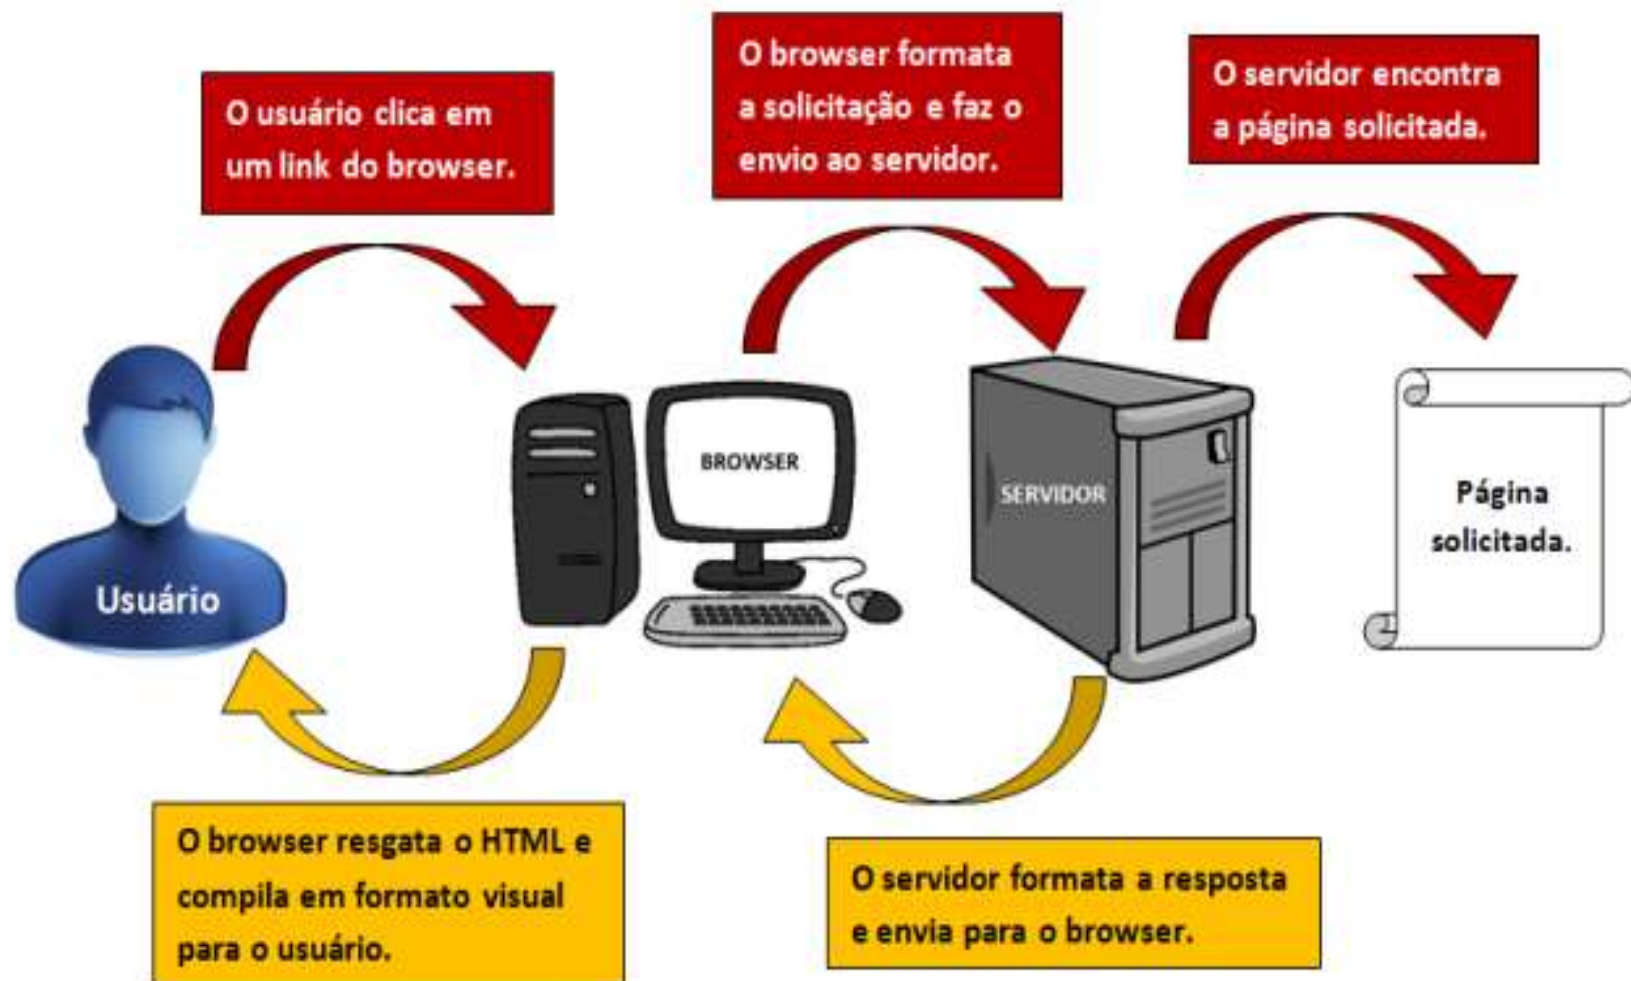 O usuário clica em
um link do browser.
O browser formata
a solicitação e faz o
envio ao servidor.
O servidor encontra
a página solicitada.
Usuário
BROWSER
SERVIDOR
Página
solicitada.
O browser resgata o HTML e
compila em formato visual
para o usuário.
O servidor formata a resposta
e envia para o browser.